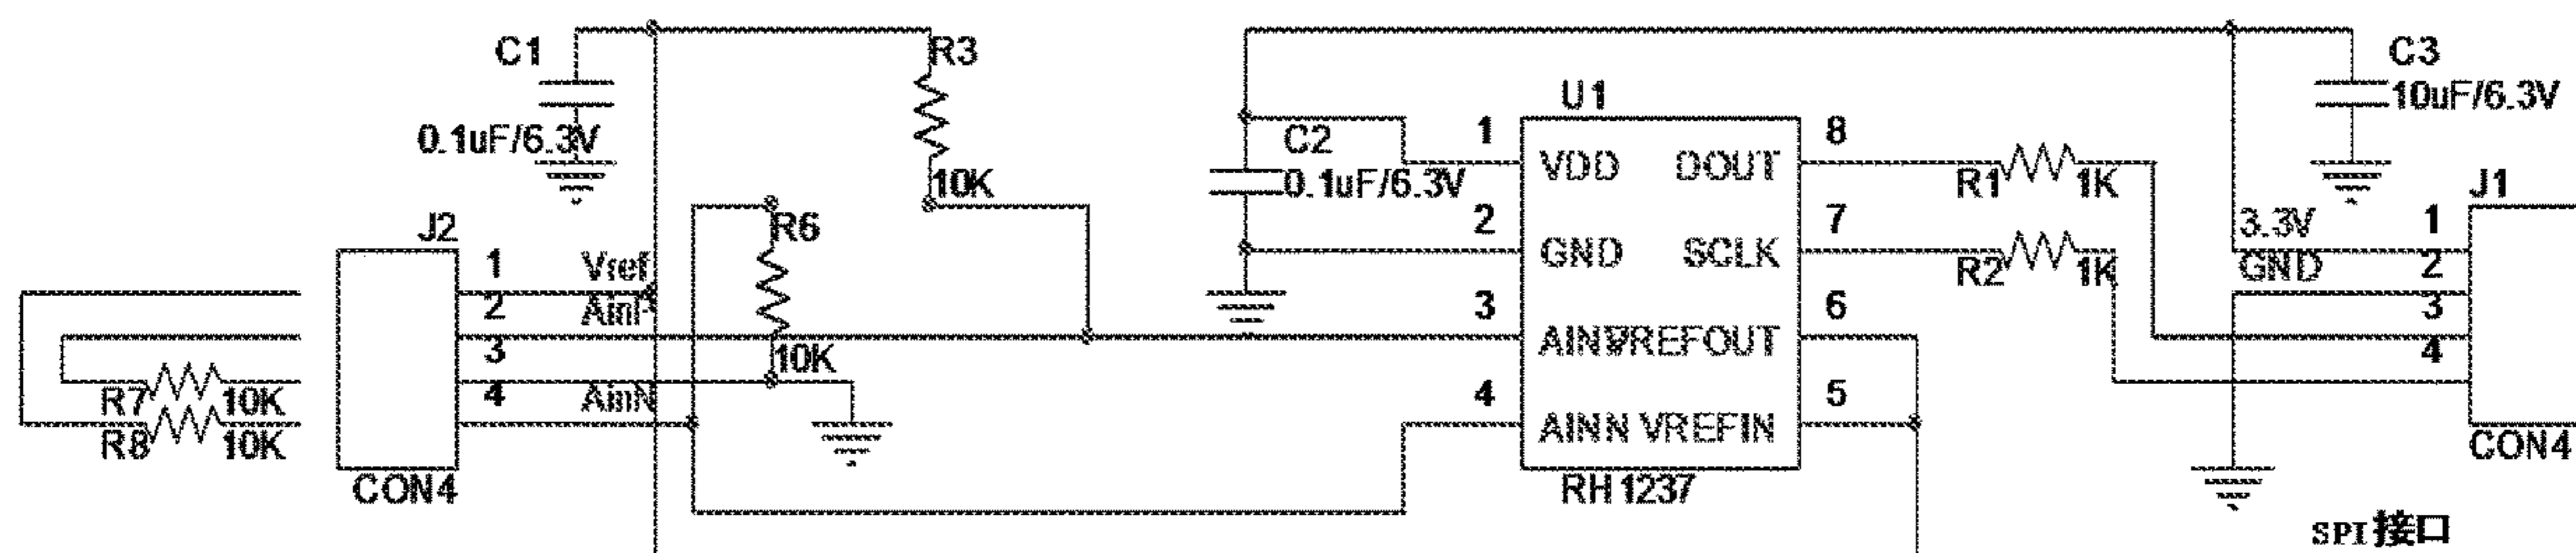 C1
0.1uF/6.3V
R3
10K
R6
10K
J2
1
Vref
2
3
4
AinN
CON4
R7
10K
R8
10K
C2
0.1uF/6.3V
U1
1
VDD
2
GND
3
4
AINN
DOUT
8
SCLK
7
VREFOUT
6
VREFIN
5
RH1237
R1
1K
R2
1K
C3
10uF/6.3V
J1
3.3V
1
GND
2
3
4
CON4
SPI接口